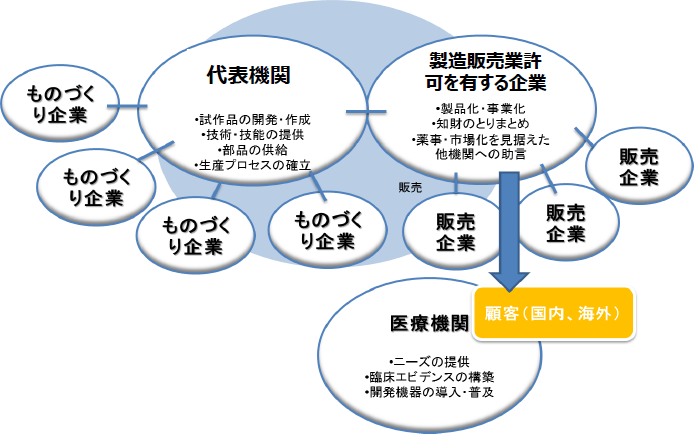 代表機関
•試作品の開発・作成
•技術・技能の提供
•部品の供給
•生産プロセスの確立
製造販売業許
可を有する企業
•製品化・事業化
•知財のとりまとめ
•薬事・市場化を見据えた
他機関への助言
ものづく
り企業
ものづく
り企業
ものづく
り企業
ものづく
り企業
販売
販売
企業
販売
企業
販売
企業
顧客（国内、海外）
医療機関
•ニーズの提供
•臨床エビデンスの構築
•開発機器の導入・普及